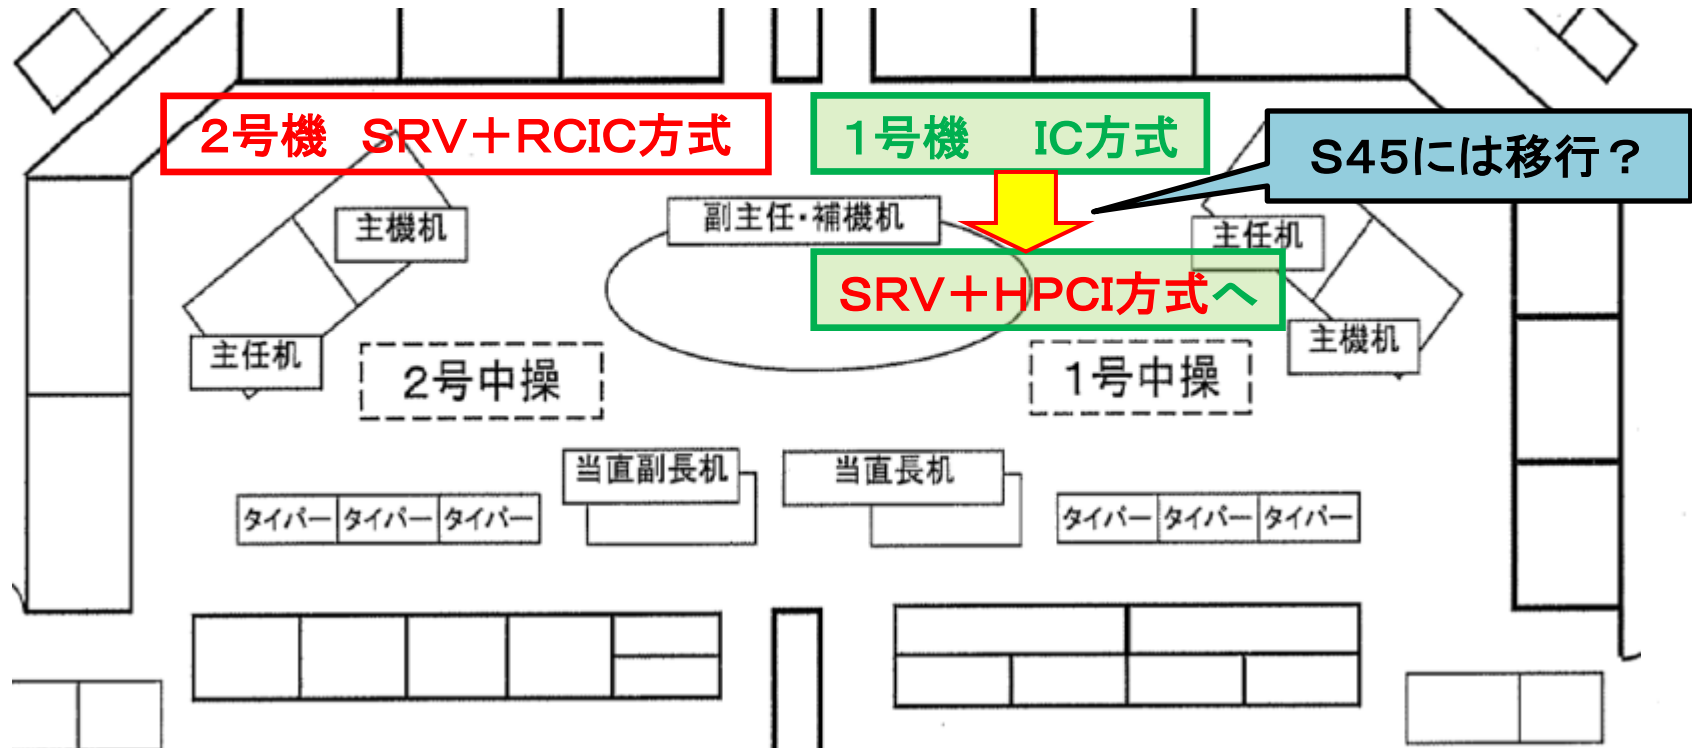 ２号機　SRV＋RCIC方式
１号機　IC方式
S45には移行？
副主任・補機机
主機机
主任机
SRV＋HPCI方式へ
主任机
主機机
２号中操
１号中操
当直副長机
当直長机
タイパー タイパー タイパー
タイパー タイパー タイパー